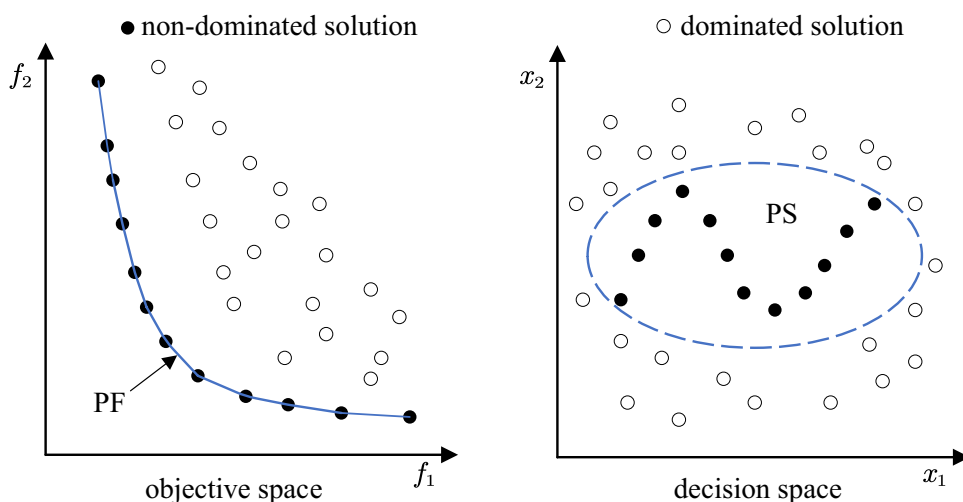 non-dominated solution
dominated solution
f₂
x₂
PS
PF
f₁
x₁
objective space
decision space